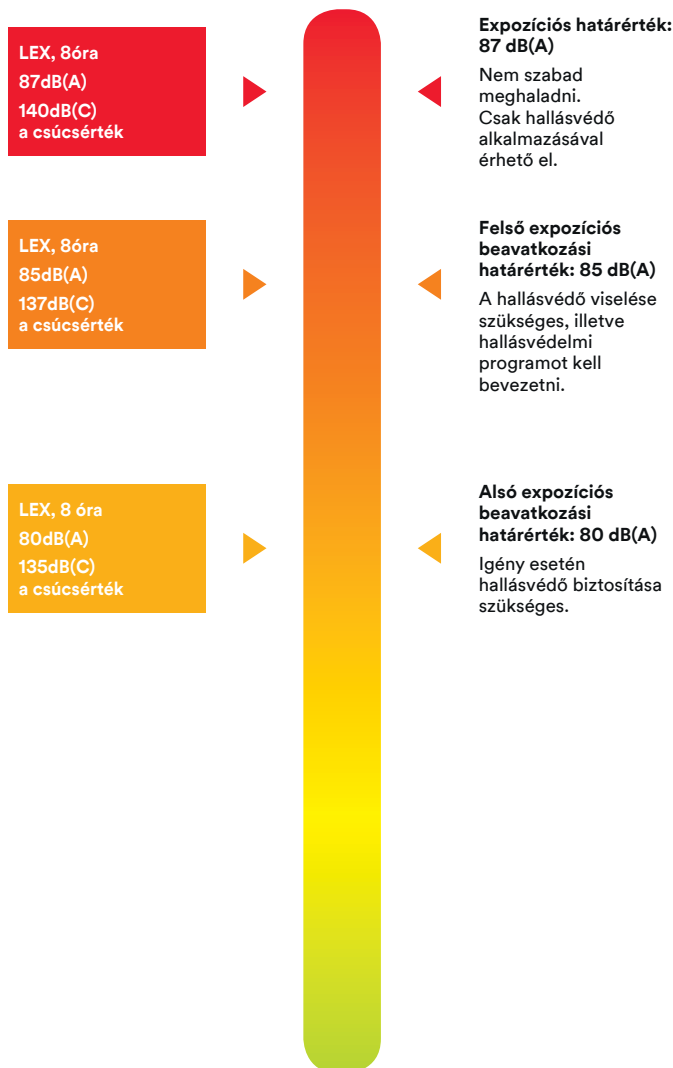 LEX, 8óra
87dB(A)
140dB(C)
a csúcsérték
Expozíciós határérték:
87 dB(A)
Nem szabad
meghaladni.
Csak hallásvédő
alkalmazásával
érhető el.
LEX, 8óra
85dB(A)
137dB(C)
a csúcsérték
Felső expozíciós
beavatkozási
határérték: 85 dB(A)
A hallásvédő viselése
szükséges, illetve
hallásvédelmi
programot kell
bevezetni.
LEX, 8 óra
80dB(A)
135dB(C)
a csúcsérték
Alsó expozíciós
beavatkozási
határérték: 80 dB(A)
Igény esetén
hallásvédő biztosítása
szükséges.